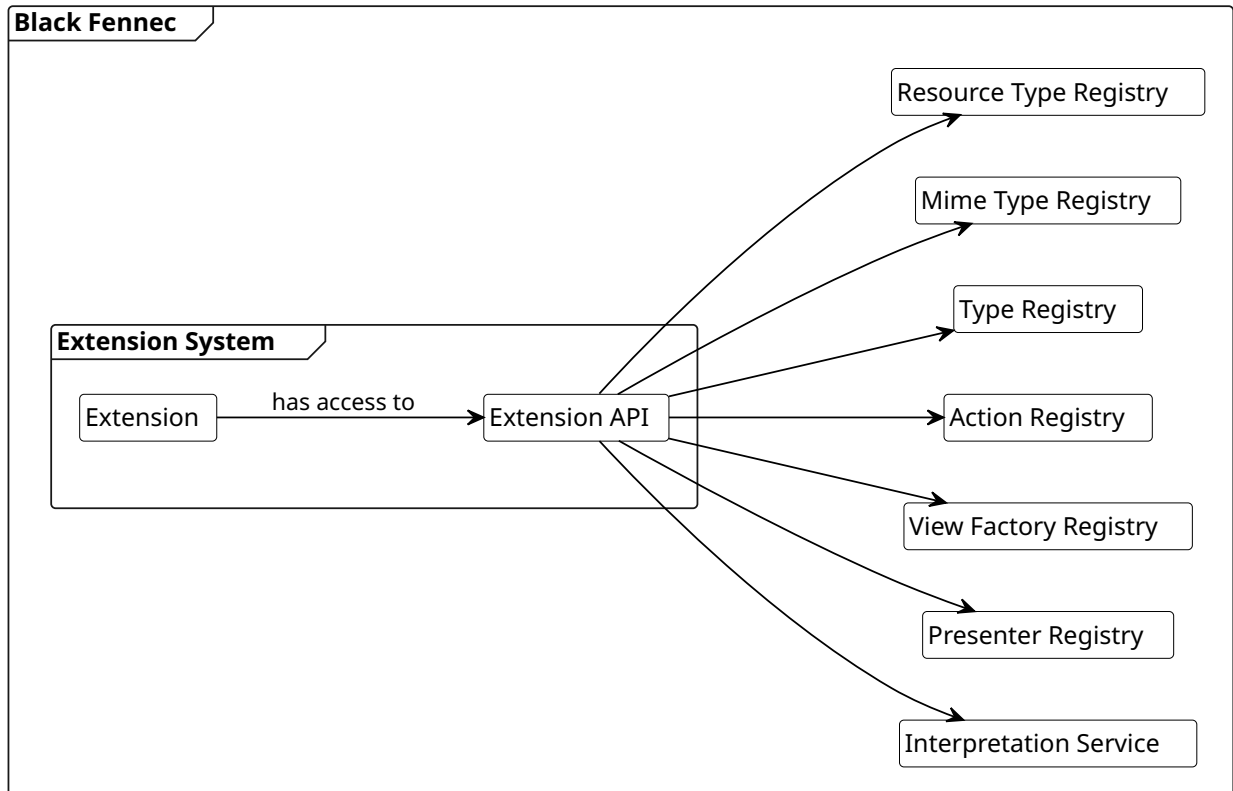 Black Fennec
Resource Type Registry
Mime Type Registry
Type Registry
Extension System
Extension
has access to
Extension API
Action Registry
View Factory Registry
Presenter Registry
Interpretation Service